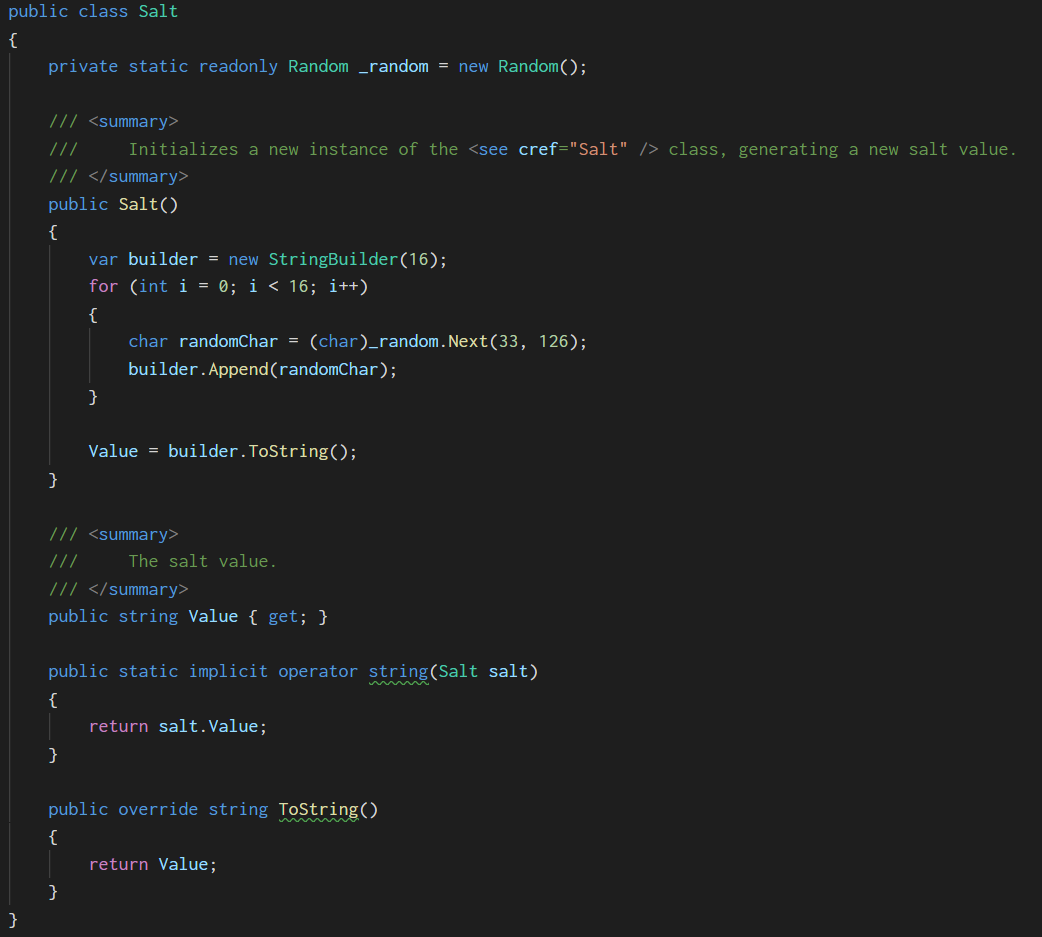 public class Salt
{
    private static readonly Random _random = new Random();

    /// <summary>
    ///     Initializes a new instance of the <see cref="Salt" /> class, generating a new salt value.
    /// </summary>
    public Salt()
    {
        var builder = new StringBuilder(16);
        for (int i = 0; i < 16; i++)
        {
            char randomChar = (char)_random.Next(33, 126);
            builder.Append(randomChar);
        }

        Value = builder.ToString();
    }

    /// <summary>
    ///     The salt value.
    /// </summary>
    public string Value { get; }

    public static implicit operator string(Salt salt)
    {
        return salt.Value;
    }

    public override string ToString()
    {
        return Value;
    }
}